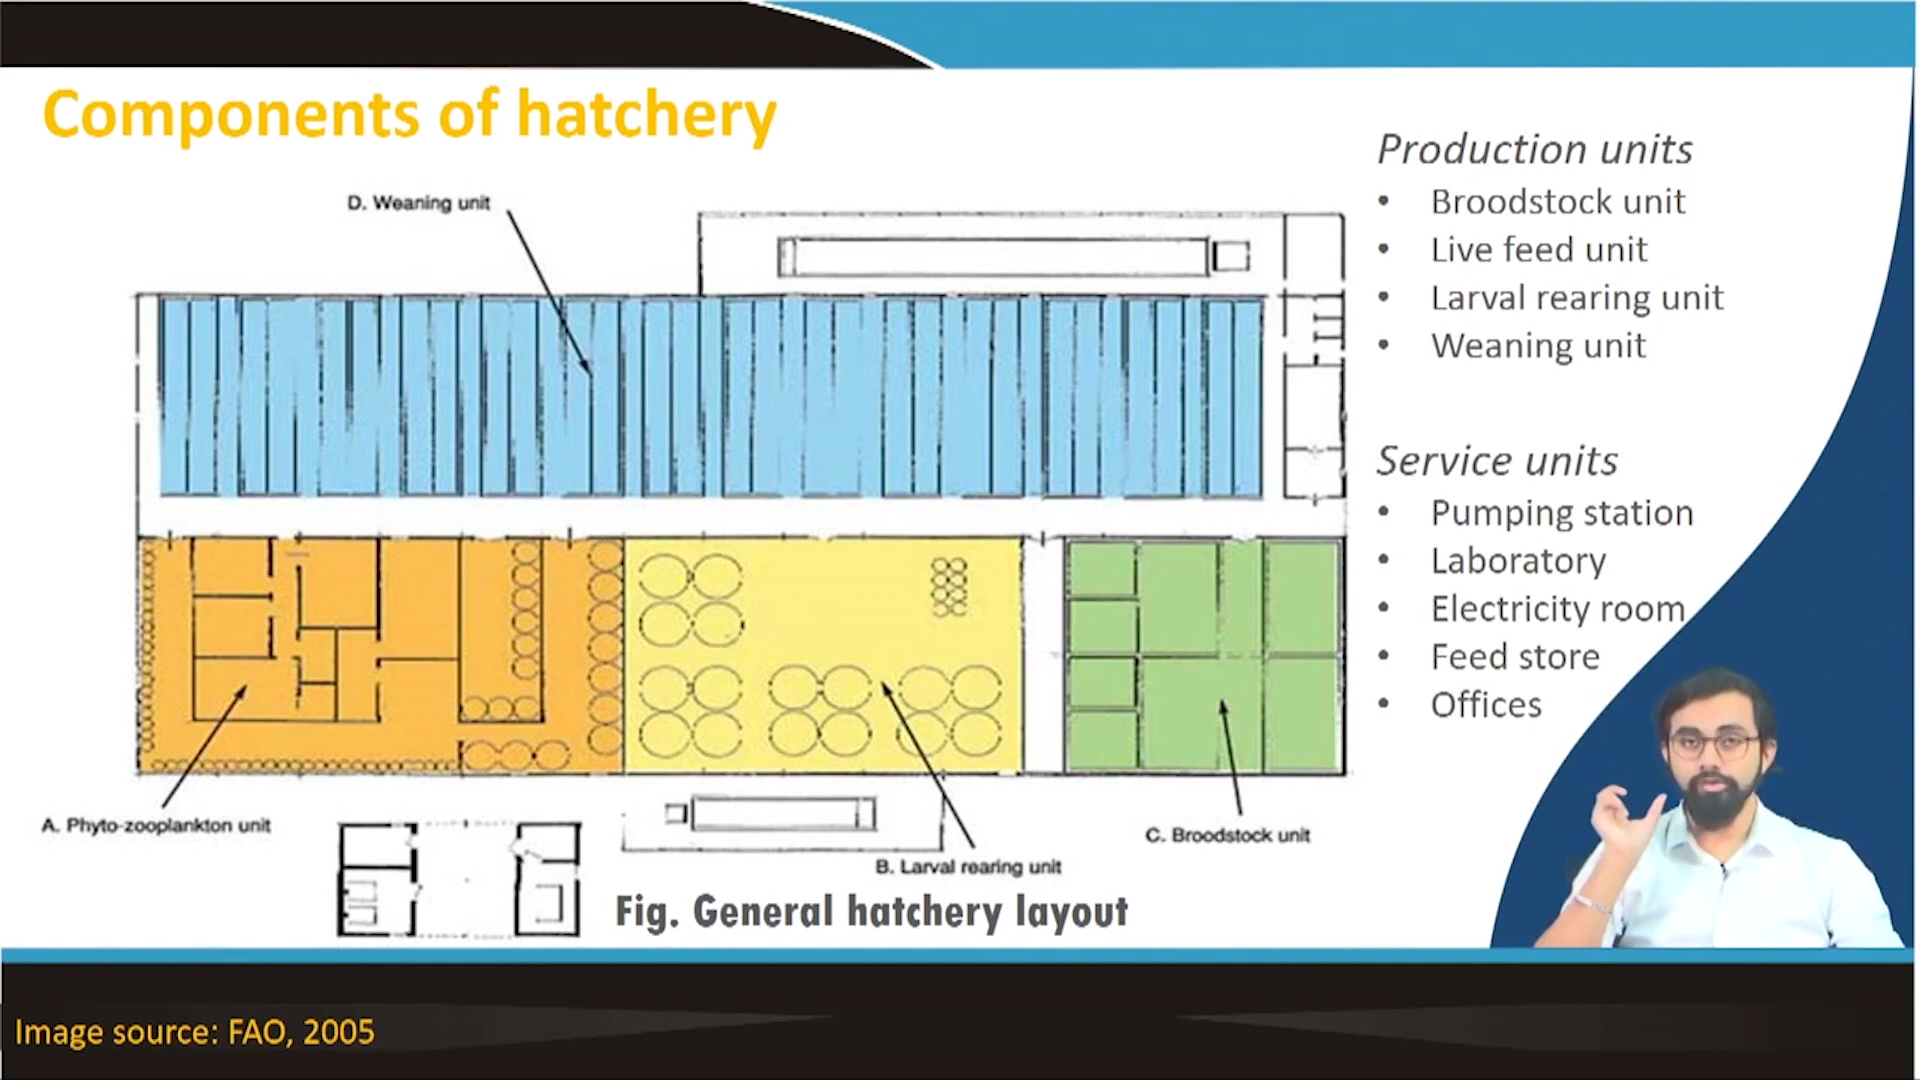 Components of hatchery
D. Weaning unit
A. Phyto-zooplankton unit
B. Larval rearing unit
C. Broodstock unit
Fig. General hatchery layout
Production units
• Broodstock unit
• Live feed unit
• Larval rearing unit
• Weaning unit
Service units
• Pumping station
• Laboratory
• Electricity room
• Feed store
• Offices
Image source: FAO, 2005